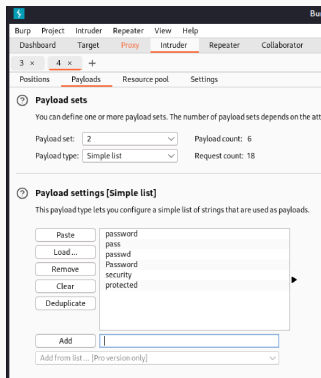 Bu
Burp Project Intruder Repeater View Help
Dashboard Target Proxy Intruder Repeater Collaborator
3 × 4 × +
Positions Payloads Resource pool Settings
? Payload sets
You can define one or more payload sets. The number of payload sets depends on the att
Payload set: 2 Payload count: 6
Payload type: Simple list Request count: 18
? Payload settings [Simple list]
This payload type lets you configure a simple list of strings that are used as payloads.
Paste
Load...
Remove
Clear
Deduplicate
password
pass
passwd
Password
security
protected
Add
Add from list... [Pro version only]